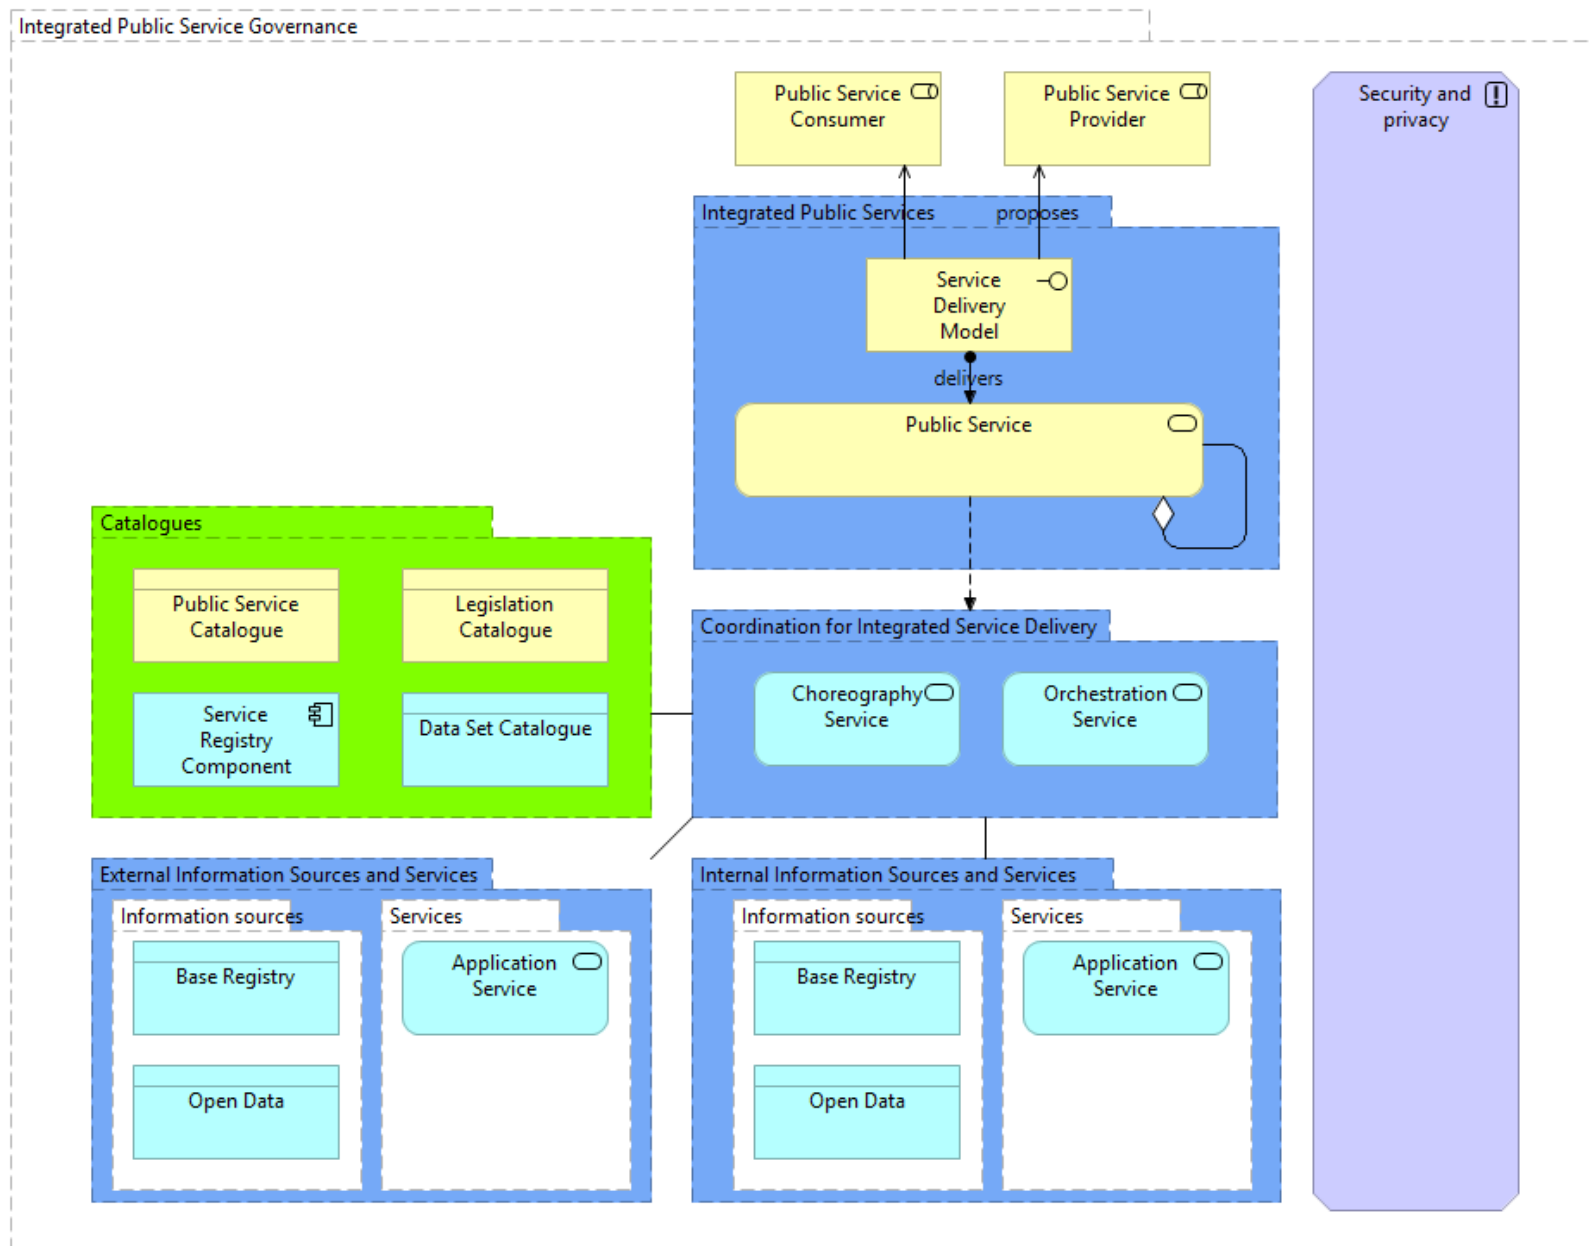 Integrated Public Service Governance
Public Service
Consumer
Public Service
Provider
Security and
privacy
Integrated Public Services
proposes
Service
Delivery
Model
delivers
Public Service
Catalogues
Public Service
Catalogue
Legislation
Catalogue
Service
Registry
Component
Data Set Catalogue
Coordination for Integrated Service Delivery
Choreography
Service
Orchestration
Service
External Information Sources and Services
Information sources
Base Registry
Open Data
Services
Application
Service
Internal Information Sources and Services
Information sources
Base Registry
Open Data
Services
Application
Service